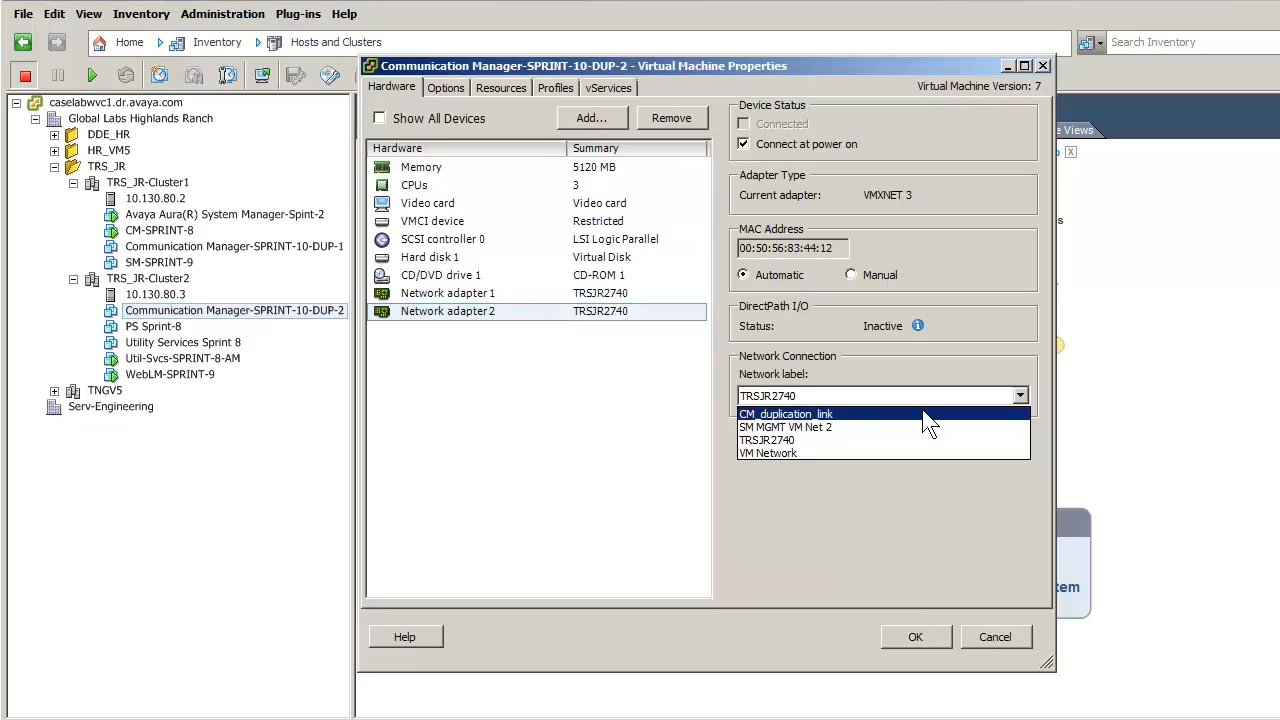 File Edit View Inventory Administration Plug-ins Help
Home Inventory Hosts and Clusters Search Inventory
Communication Manager-SPRINT-10-DUP-2 - Virtual Machine Properties
Hardware Options Resources Profiles vServices Virtual Machine Version: 7
caselabwvc1.dr.avaya.com
Global Labs Highlands Ranch
DDE_HR
HR_VM5
TRS_JR
TRS_JR-Cluster1
10.130.80.2
Avaya Aura(R) System Manager-Spint-2
CM-SPRINT-8
Communication Manager-SPRINT-10-DUP-1
SM-SPRINT-9
TRS_JR-Cluster2
10.130.80.3
Communication Manager-SPRINT-10-DUP-2
PS Sprint-8
Utility Services Sprint 8
Util-Svcs-SPRINT-8-AM
WebLM-SPRINT-9
TNGV5
Serv-Engineering
Show All Devices Add... Remove
Hardware Summary
Memory 5120 MB
CPUs 3
Video card Video card
VMCI device Restricted
SCSI controller 0 LSI Logic Parallel
Hard disk 1 Virtual Disk
CD/DVD drive 1 CD-ROM 1
Network adapter 1 TRSJR2740
Network adapter 2 TRSJR2740
Device Status
Connected
Connect at power on
Adapter Type
Current adapter: VMXNET 3
MAC Address
00:50:56:83:44:12
Automatic Manual
DirectPath I/O
Status: Inactive
Network Connection
Network label:
TRSJR2740
CM_duplication_link
SM MGMT VM Net 2
TRSJR2740
VM Network
Help OK Cancel
e Views
tem